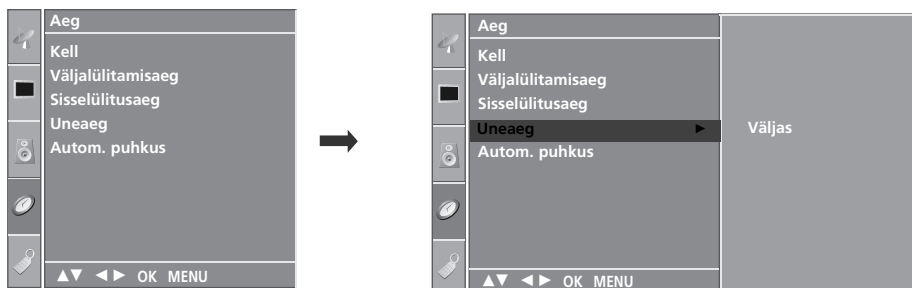 Aeg
Kell
Väljalülitamisaeg
Sisselülitusaeg
Uneaeg
Autom. puhkus
▲▼ ◄► OK MENU
Aeg
Kell
Väljalülitamisaeg
Sisselülitusaeg
Uneaeg ► Väljas
Autom. puhkus
▲▼ ◄► OK MENU